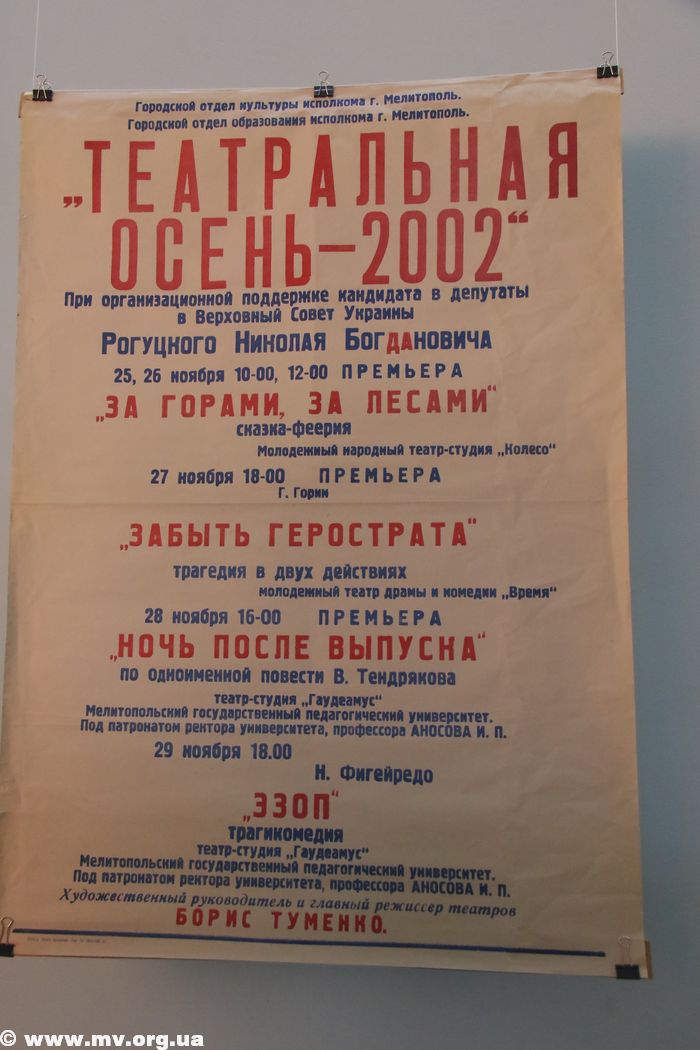 Городской отдел культуры исполкома г. Мелитополь.
Городской отдел образования исполкома г. Мелитополь.
„ТЕАТРАЛЬНАЯ
ОСЕНЬ—2002“
При организационной поддержке кандидата в депутаты
в Верховный Совет Украины
Рогуцкого Николая Богдановича
25, 26 ноября 10-00, 12-00 ПРЕМЬЕРА
„ЗА ГОРАМИ, ЗА ЛЕСАМИ“
сказка-феерия
Молодежный народный театр-студия „Колесо“
27 ноября 18-00 ПРЕМЬЕРА
Г. Горин
„ЗАБЫТЬ ГЕРОСТРАТА“
трагедия в двух действиях
молодежный театр драмы и комедии „Время“
28 ноября 16-00 ПРЕМЬЕРА
„НОЧЬ ПОСЛЕ ВЫПУСКА“
по одноименной повести В. Тендрякова
театр-студия „Гаудеамус“
Мелитопольский государственный педагогический университет.
Под патронатом ректора университета, профессора АНОСОВА И. П.
29 ноября 18.00
Н. Фигейредо
„ЭЗОП“
трагикомедия
театр-студия „Гаудеамус“
Мелитопольский государственный педагогический университет.
Под патронатом ректора университета, профессора АНОСОВА И. П.
Художественный руководитель и главный режиссер театров
БОРИС ТУМЕНКО.
© www.mv.org.ua